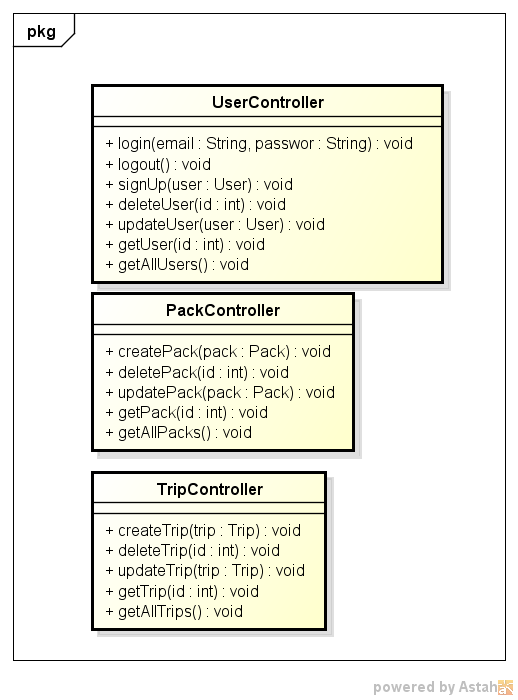 pkg
UserController
+ login(email : String, passwor : String) : void
+ logout() : void
+ signUp(user : User) : void
+ deleteUser(id : int) : void
+ updateUser(user : User) : void
+ getUser(id : int) : void
+ getAllUsers() : void
PackController
+ createPack(pack : Pack) : void
+ deletePack(id : int) : void
+ updatePack(pack : Pack) : void
+ getPack(id : int) : void
+ getAllPacks() : void
TripController
+ createTrip(trip : Trip) : void
+ deleteTrip(id : int) : void
+ updateTrip(trip : Trip) : void
+ getTrip(id : int) : void
+ getAllTrips() : void
powered by Astah